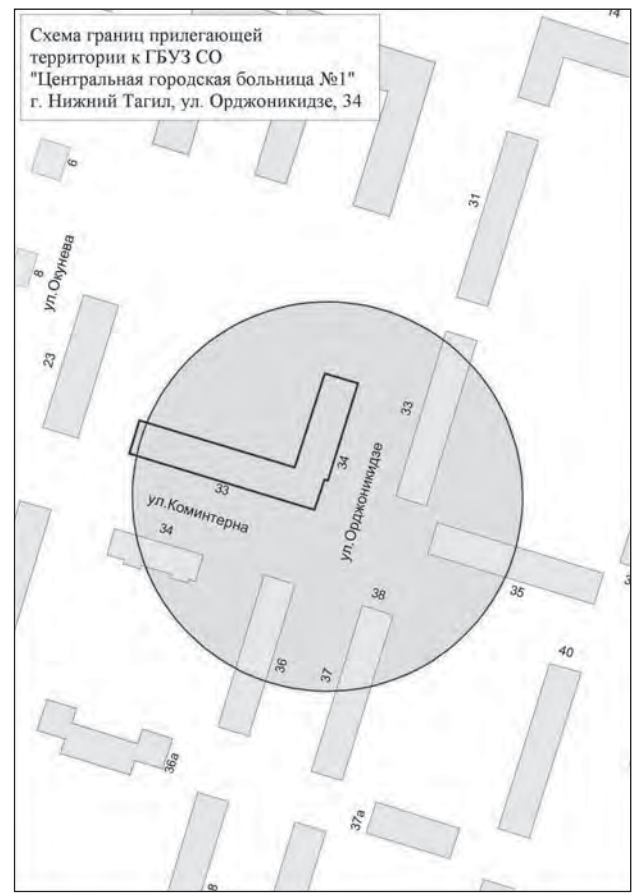 Схема границ прилегающей
территории к ГБУЗ СО
"Центральная городская больница №1"
г. Нижний Тагил, ул. Орджоникидзе, 34
14
6
31
8
ул.Окунева
23
33
34
33
ул.Орджоникидзе
ул.Коминтерна
34
38
35
36
37
40
36а
37а